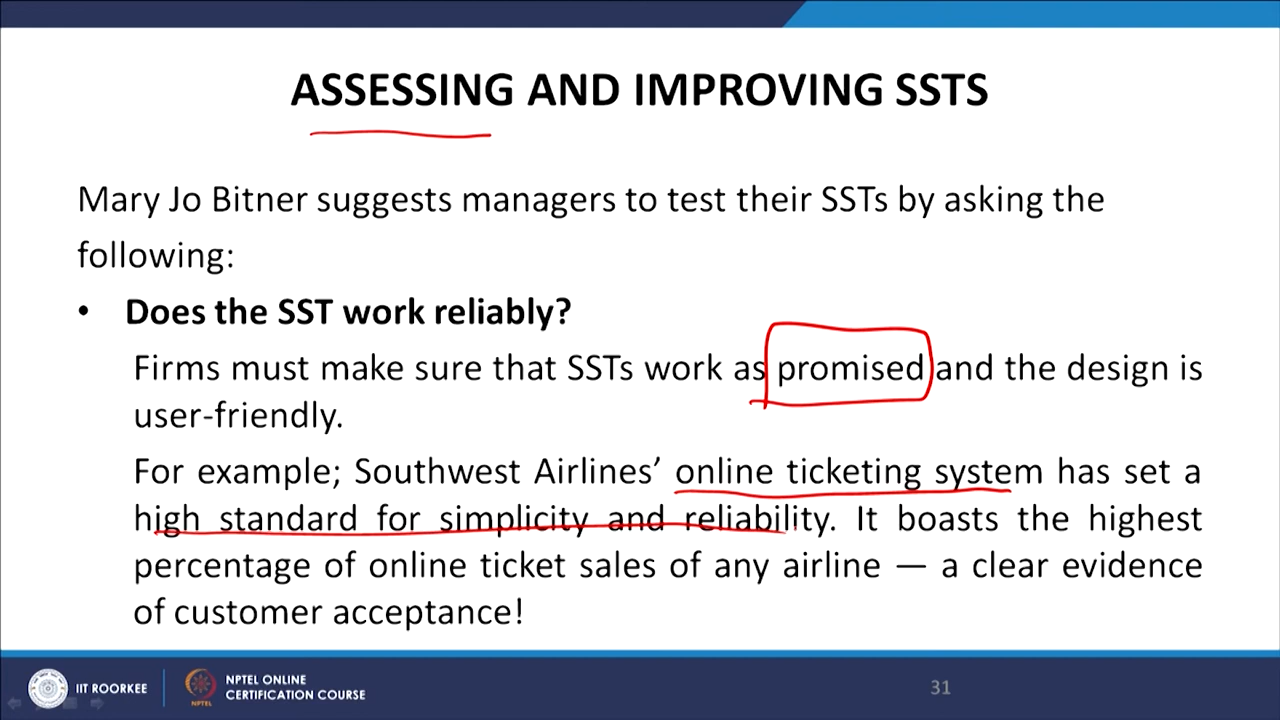 ASSESSING AND IMPROVING SSTS
Mary Jo Bitner suggests managers to test their SSTs by asking the
following:
• Does the SST work reliably?
Firms must make sure that SSTs work as promised and the design is
user-friendly.
For example; Southwest Airlines’ online ticketing system has set a
high standard for simplicity and reliability. It boasts the highest
percentage of online ticket sales of any airline — a clear evidence
of customer acceptance!
IIT ROORKEE
NPTEL
NPTEL ONLINE
CERTIFICATION COURSE
31